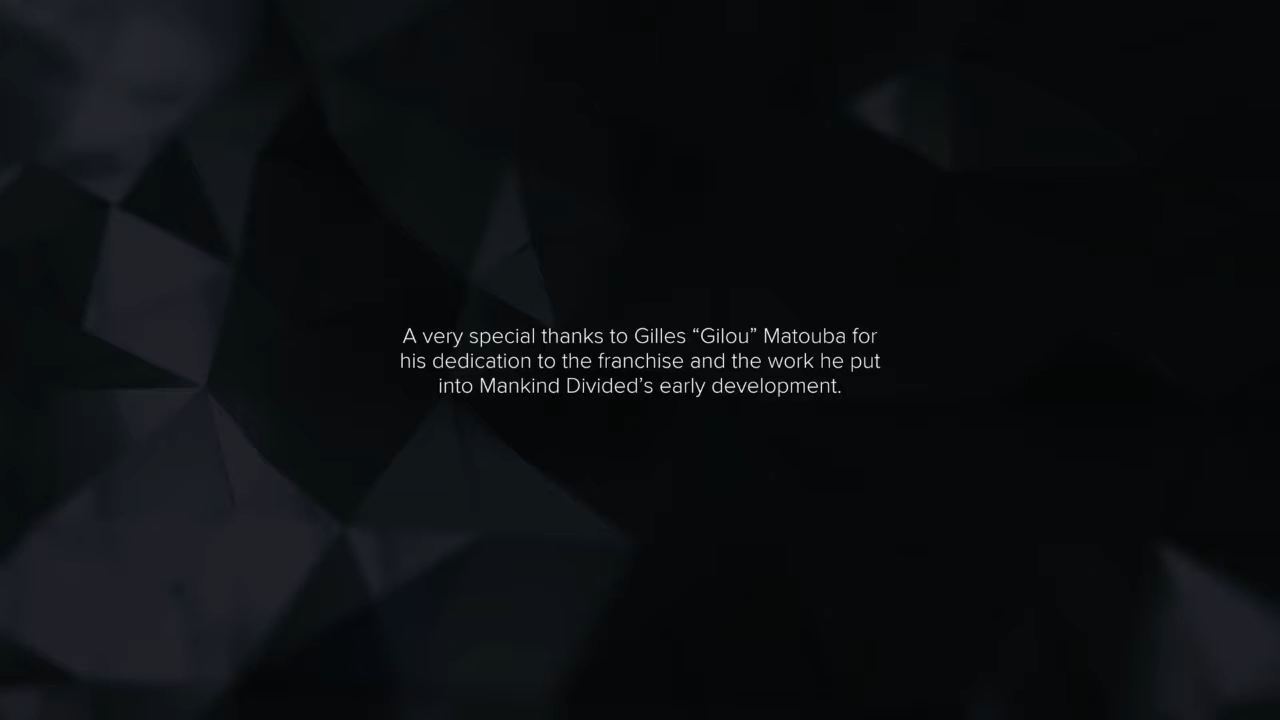 A very special thanks to Gilles “Gilou” Matouba for
his dedication to the franchise and the work he put
into Mankind Divided’s early development.